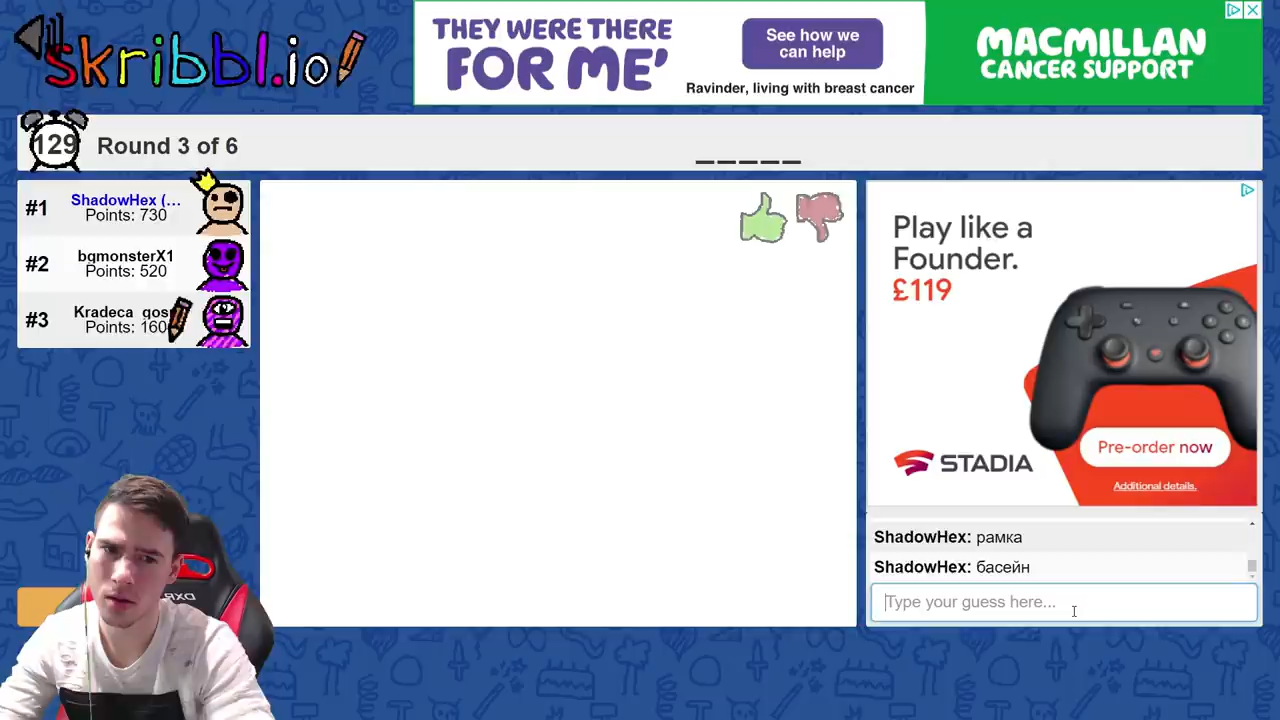 skribbl.io
THEY WERE THERE
FOR ME'
See how we
can help
Ravinder, living with breast cancer
MACMILLAN
CANCER SUPPORT
129
Round 3 of 6
_ _ _ _ _
#1
ShadowHex (...
Points: 730
#2
bgmonsterX1
Points: 520
#3
Kradeca_gos
Points: 160
Play like a
Founder.
£119
Pre-order now
STADIA
Additional details.
ShadowHex: рамка
ShadowHex: басейн
Type your guess here...